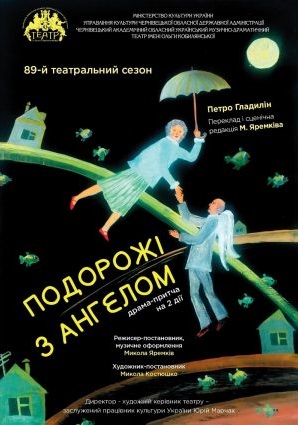 МІНІСТЕРСТВО КУЛЬТУРИ УКРАЇНИ
УПРАВЛІННЯ КУЛЬТУРИ ЧЕРНІВЕЦЬКОЇ ОБЛАСНОЇ ДЕРЖАВНОЇ АДМІНІСТРАЦІЇ
ЧЕРНІВЕЦЬКИЙ АКАДЕМІЧНИЙ ОБЛАСНИЙ УКРАЇНСЬКИЙ МУЗИЧНО-ДРАМАТИЧНИЙ
ТЕАТР ІМЕНІ ОЛЬГИ КОБИЛЯНСЬКОЇ
ТЕАТР
89-й театральний сезон
Петро Гладилін
Переклад і сценічна
редакція М. Яремківа
ПОДОРОЖІ
З АНГЕЛОМ
драма-притча
на 2 дії
Режисер-постановник,
музичне оформлення
Микола Яремків
Художник-постановник
Микола Костюшко
Директор - художній керівник театру –
заслужений працівник культури України Юрій Марчак